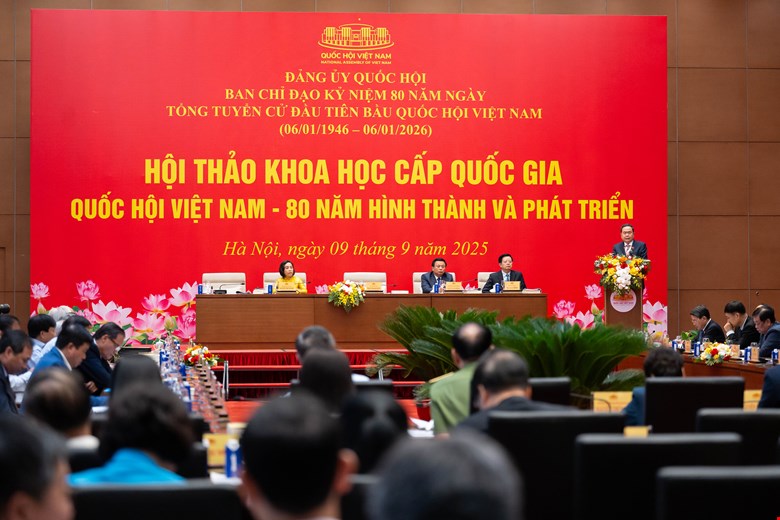 QUỐC HỘI VIỆT NAM
NATIONAL ASSEMBLY OF VIET NAM
ĐẢNG ỦY QUỐC HỘI
BAN CHỈ ĐẠO KỶ NIỆM 80 NĂM NGÀY
TỔNG TUYỂN CỬ ĐẦU TIÊN BẦU QUỐC HỘI VIỆT NAM
(06/01/1946 – 06/01/2026)
HỘI THẢO KHOA HỌC CẤP QUỐC GIA
QUỐC HỘI VIỆT NAM - 80 NĂM HÌNH THÀNH VÀ PHÁT TRIỂN
Hà Nội, ngày 09 tháng 9 năm 2025